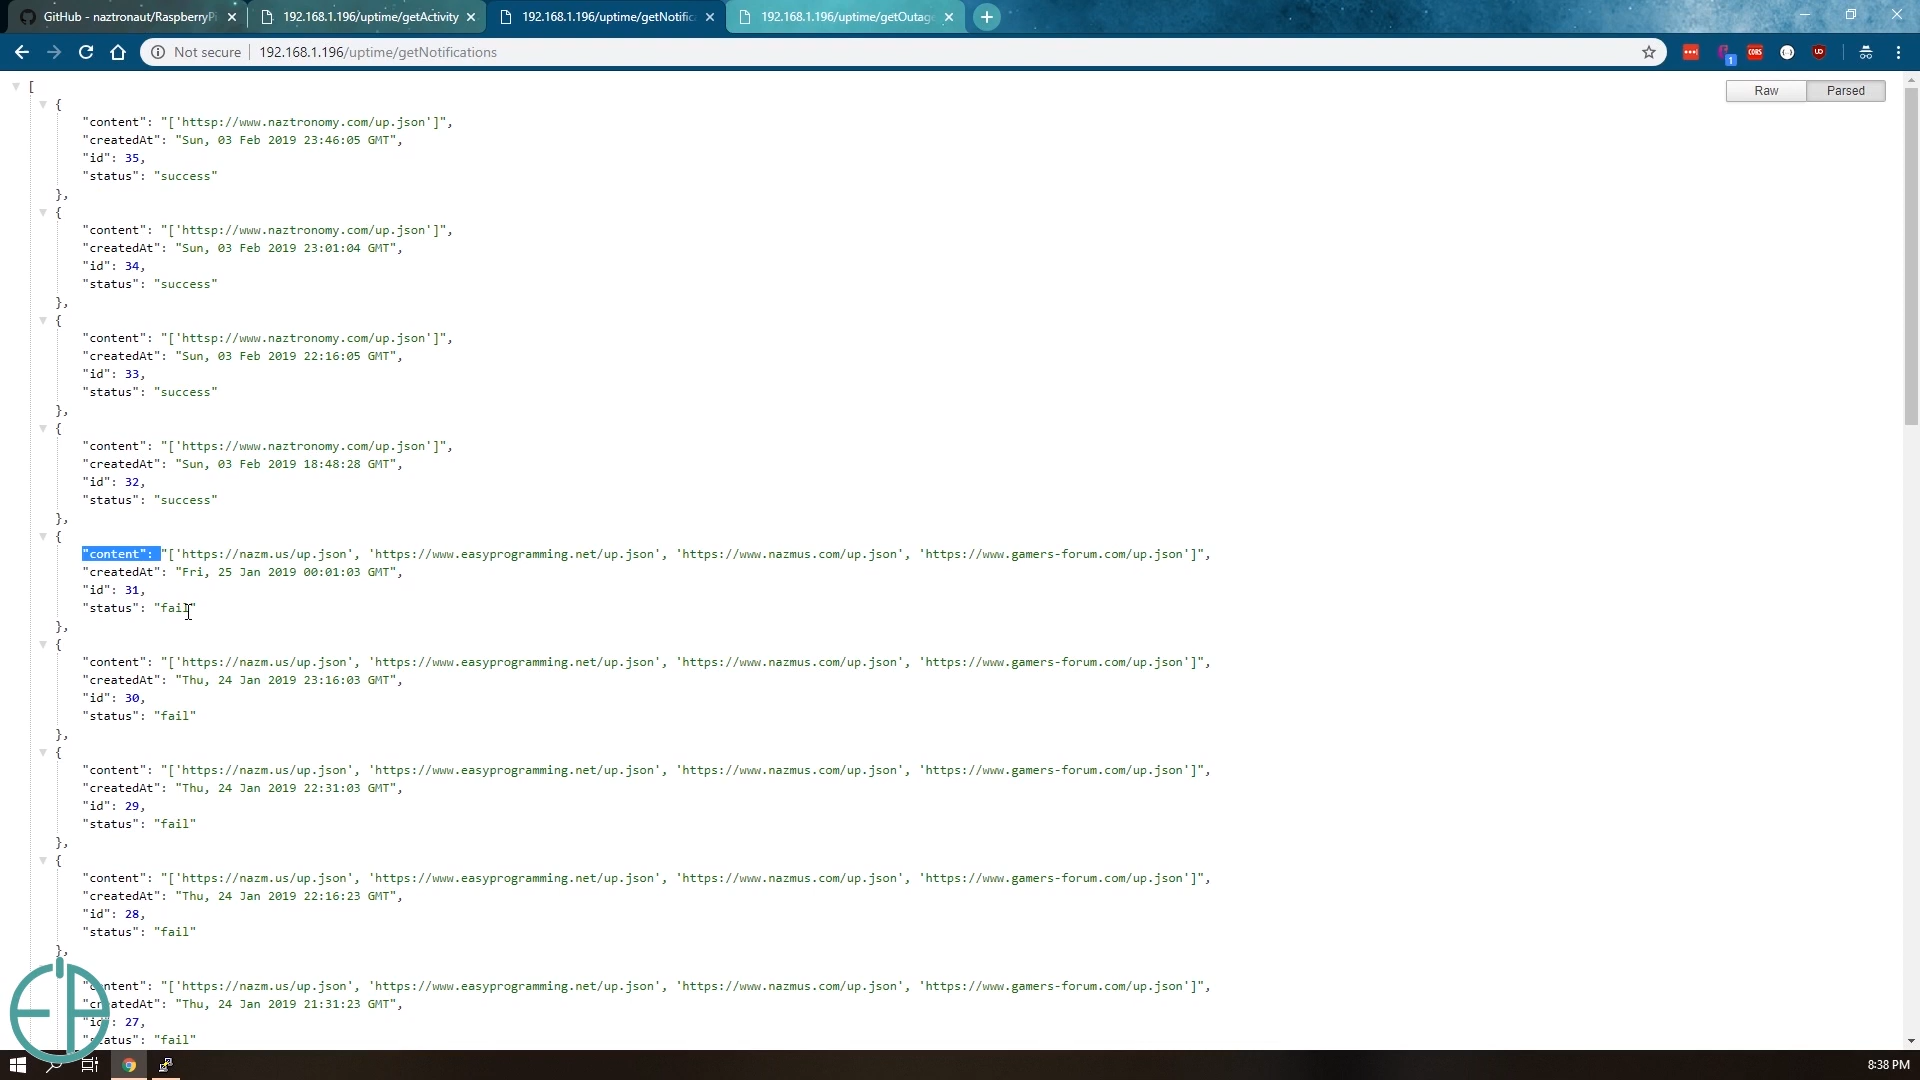 GitHub - naztronaut/RaspberryPi
192.168.1.196/uptime/getActivity
192.168.1.196/uptime/getNotific
192.168.1.196/uptime/getOutage
Not secure
192.168.1.196/uptime/getNotifications
CORS
1
UO
Raw
Parsed
[
{
"content": "['httsp://www.naztronomy.com/up.json']",
"createdAt": "Sun, 03 Feb 2019 23:46:05 GMT",
"id": 35,
"status": "success"
},
{
"content": "['httsp://www.naztronomy.com/up.json']",
"createdAt": "Sun, 03 Feb 2019 23:01:04 GMT",
"id": 34,
"status": "success"
},
{
"content": "['httsp://www.naztronomy.com/up.json']",
"createdAt": "Sun, 03 Feb 2019 22:16:05 GMT",
"id": 33,
"status": "success"
},
{
"content": "['https://www.naztronomy.com/up.json']",
"createdAt": "Sun, 03 Feb 2019 18:48:28 GMT",
"id": 32,
"status": "success"
},
{
"content": "['https://nazm.us/up.json', 'https://www.easyprogramming.net/up.json', 'https://www.nazmus.com/up.json', 'https://www.gamers-forum.com/up.json']",
"createdAt": "Fri, 25 Jan 2019 00:01:03 GMT",
"id": 31,
"status": "fail"
},
{
"content": "['https://nazm.us/up.json', 'https://www.easyprogramming.net/up.json', 'https://www.nazmus.com/up.json', 'https://www.gamers-forum.com/up.json']",
"createdAt": "Thu, 24 Jan 2019 23:16:03 GMT",
"id": 30,
"status": "fail"
},
{
"content": "['https://nazm.us/up.json', 'https://www.easyprogramming.net/up.json', 'https://www.nazmus.com/up.json', 'https://www.gamers-forum.com/up.json']",
"createdAt": "Thu, 24 Jan 2019 22:31:03 GMT",
"id": 29,
"status": "fail"
},
{
"content": "['https://nazm.us/up.json', 'https://www.easyprogramming.net/up.json', 'https://www.nazmus.com/up.json', 'https://www.gamers-forum.com/up.json']",
"createdAt": "Thu, 24 Jan 2019 22:16:23 GMT",
"id": 28,
"status": "fail"
},
"content": "['https://nazm.us/up.json', 'https://www.easyprogramming.net/up.json', 'https://www.nazmus.com/up.json', 'https://www.gamers-forum.com/up.json']",
"createdAt": "Thu, 24 Jan 2019 21:31:23 GMT",
"id": 27,
"status": "fail"
8:38 PM